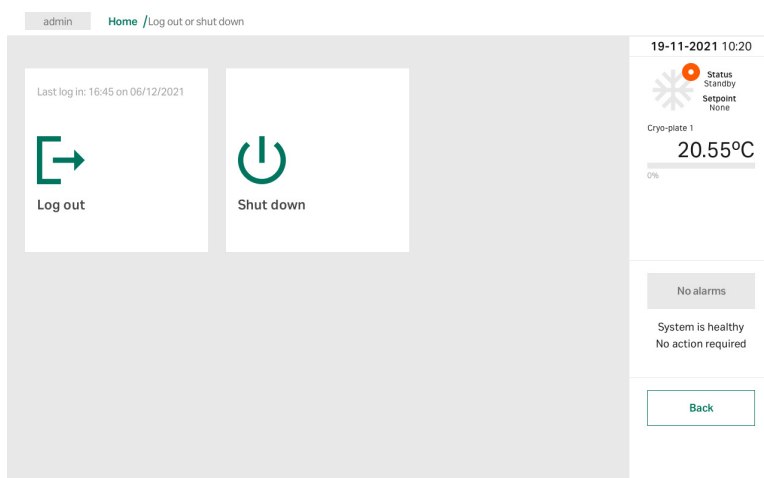 admin
Home /Log out or shut down
19-11-2021 10:20
Last log in: 16:45 on 06/12/2021
Log out
Shut down
Status
Standby
Setpoint
None
Cryo-plate 1
20.55ºC
0%
No alarms
System is healthy
No action required
Back